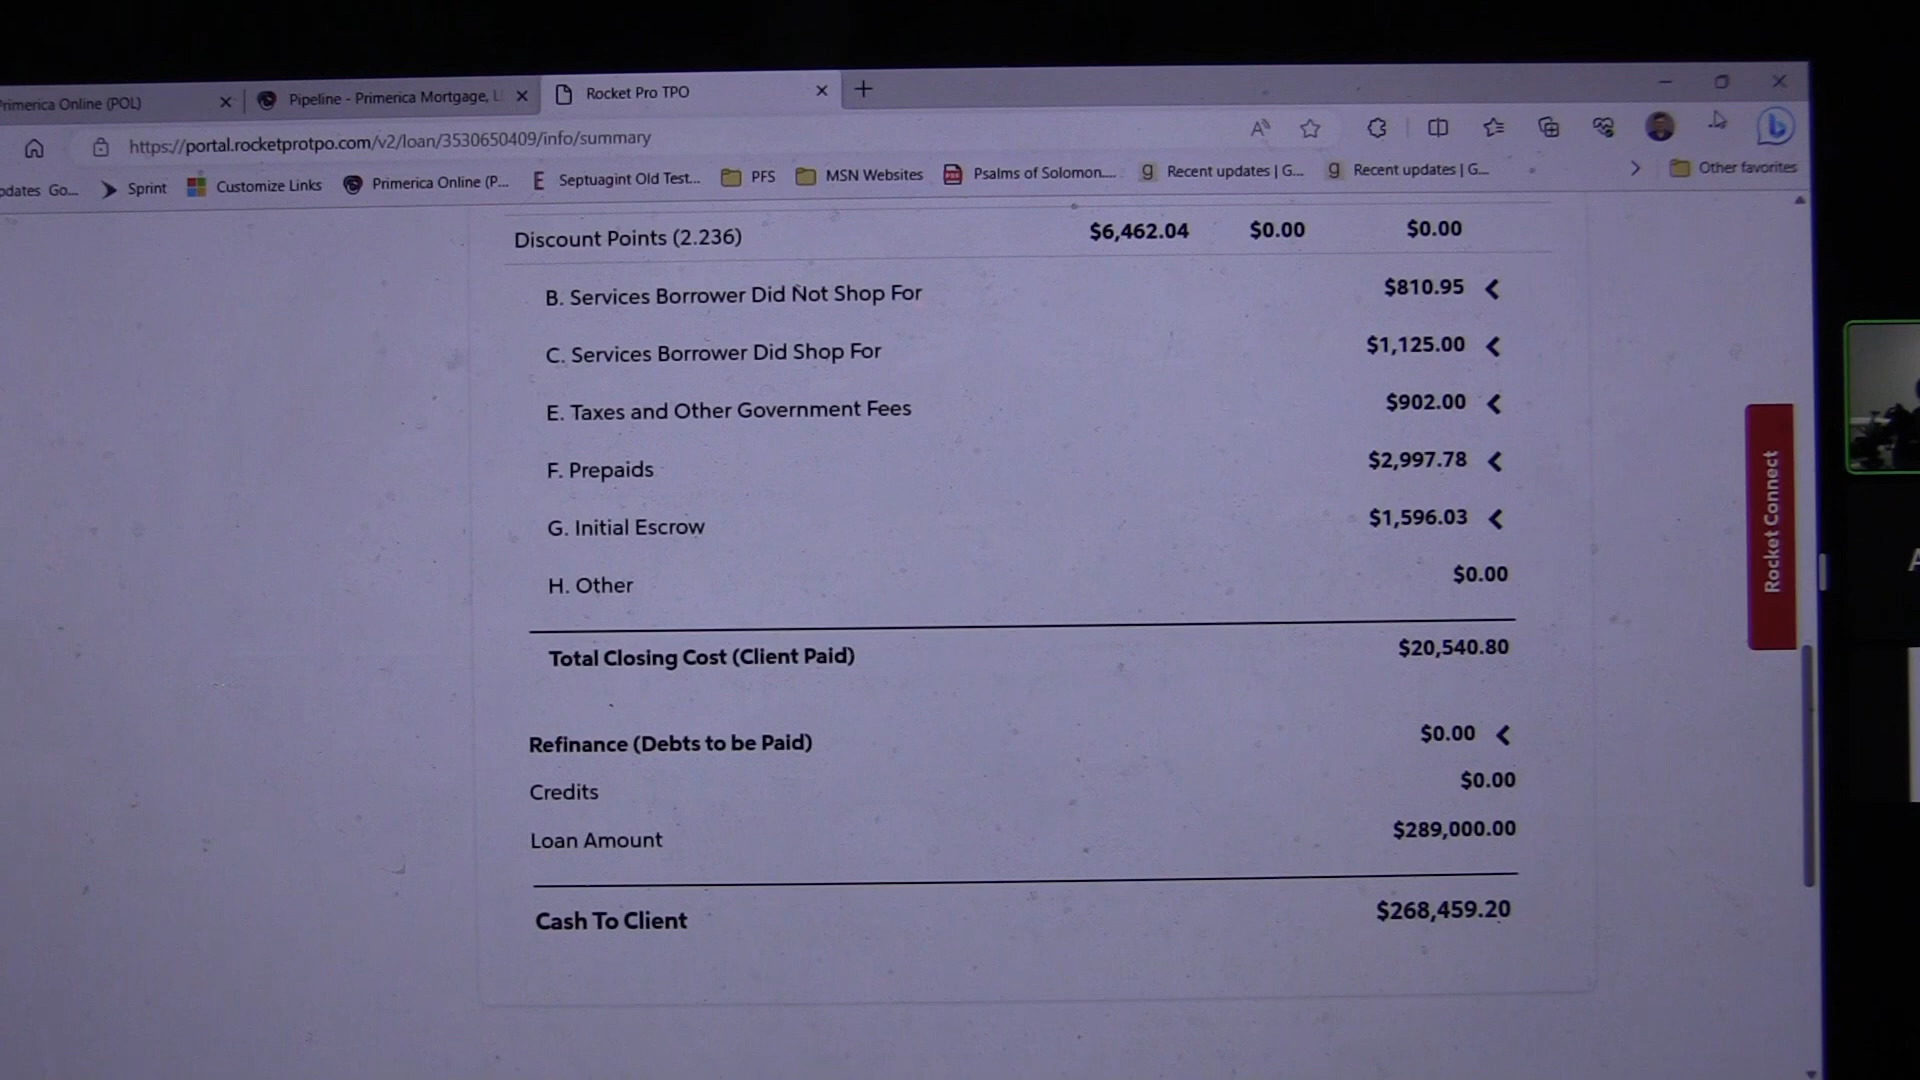 Primerica Online (POL)
Pipeline - Primerica Mortgage, L
Rocket Pro TPO
https://portal.rocketprotpo.com/v2/loan/3530650409/info/summary
Go...
Sprint
Customize Links
Primerica Online (P...
E Septuagint Old Test...
PFS
MSN Websites
Psalms of Solomon....
g Recent updates | G...
g Recent updates | G...
Other favorites
Discount Points (2.236) $6,462.04 $0.00 $0.00
B. Services Borrower Did Not Shop For $810.95
C. Services Borrower Did Shop For $1,125.00
E. Taxes and Other Government Fees $902.00
F. Prepaids $2,997.78
G. Initial Escrow $1,596.03
H. Other $0.00
Total Closing Cost (Client Paid) $20,540.80
Refinance (Debts to be Paid) $0.00
Credits $0.00
Loan Amount $289,000.00
Cash To Client $268,459.20
Rocket Connect